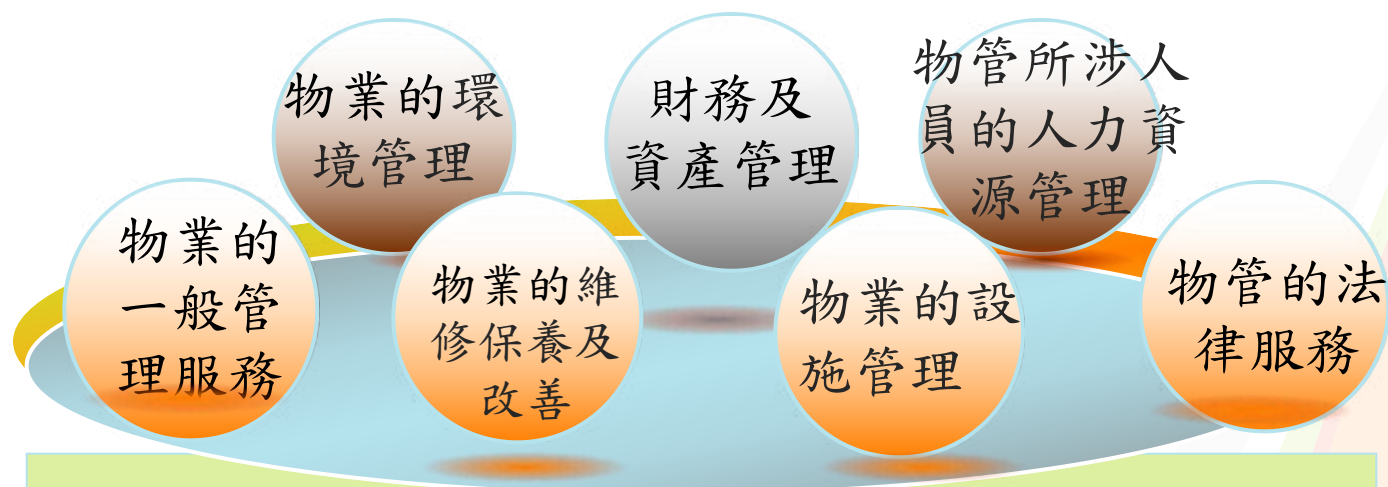 物業的環
境管理
財務及
資產管理
物管所涉人
員的人力資
源管理
物業的
一般管
理服務
物業的維
修保養及
改善
物業的設
施管理
物管的法
律服務